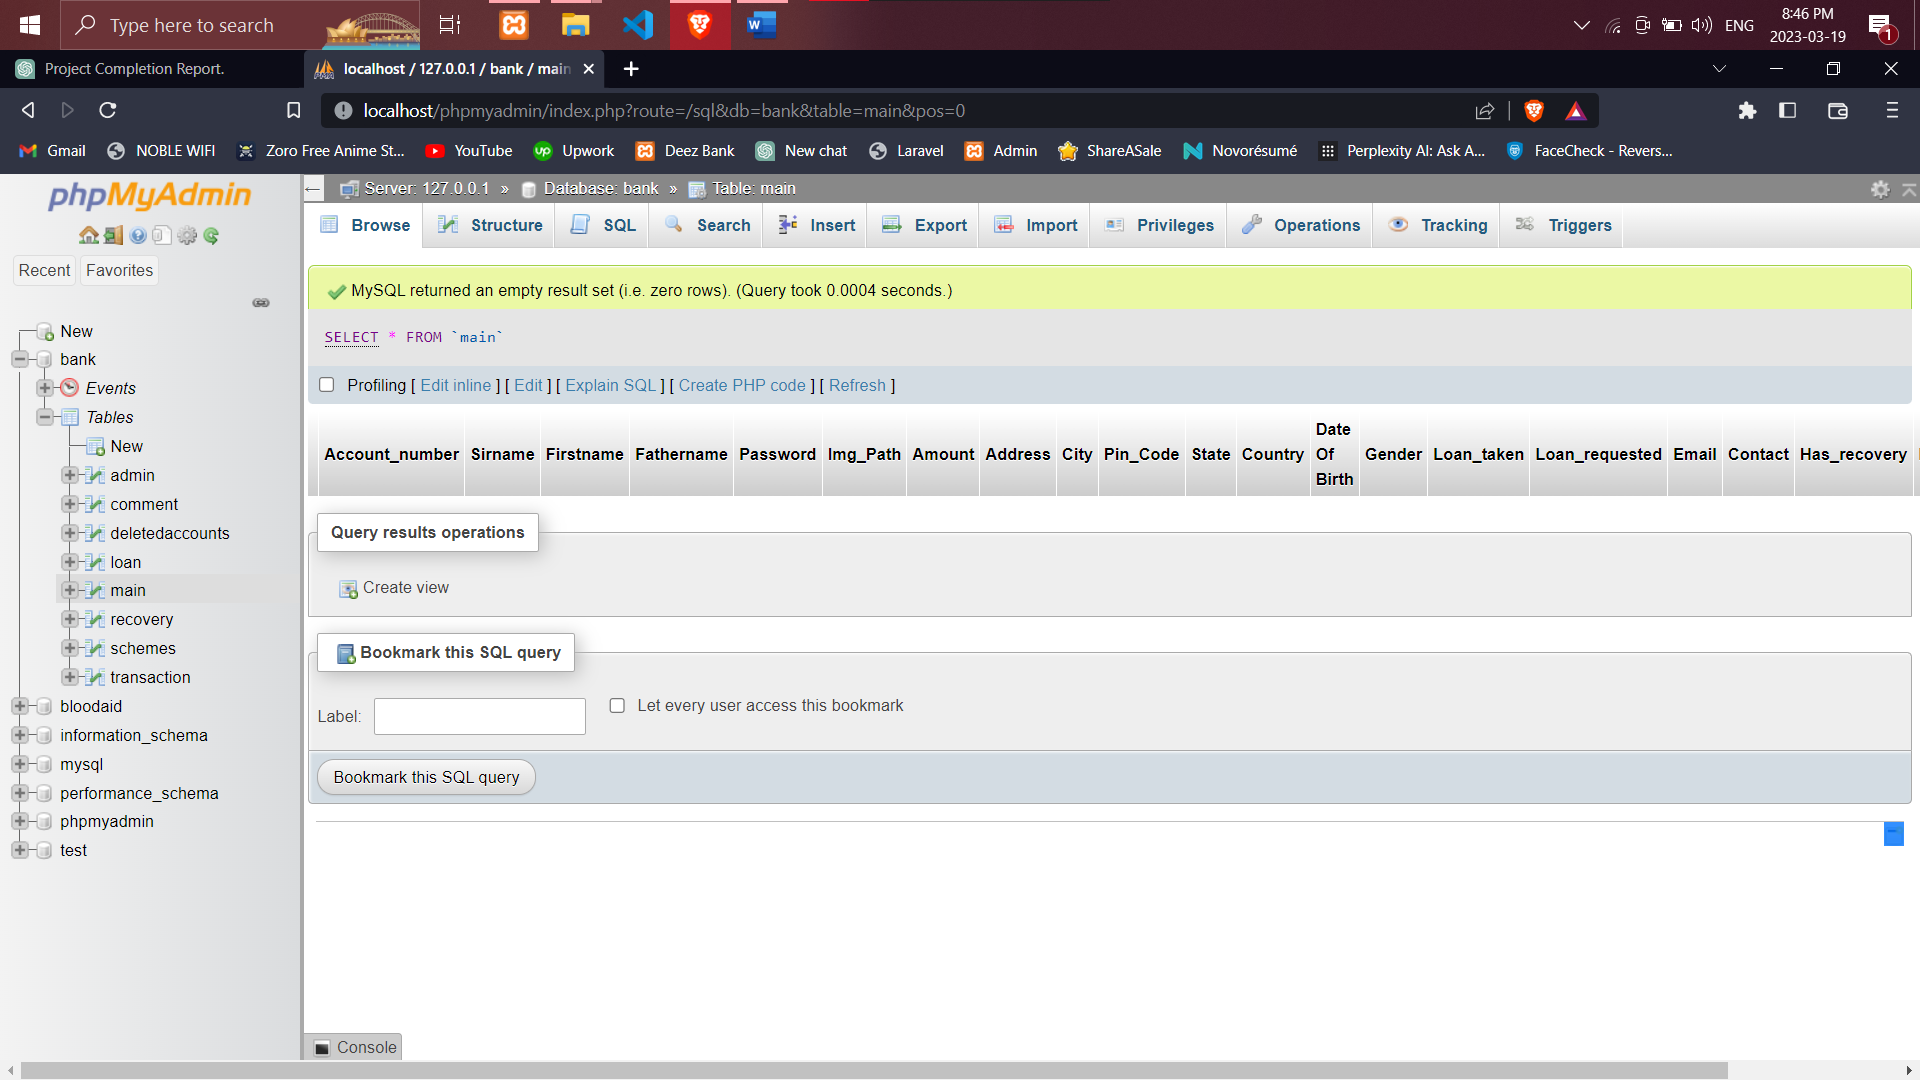 Type here to search
ENG
8:46 PM
2023-03-19
1
Project Completion Report.
localhost / 127.0.0.1 / bank / main
localhost/phpmyadmin/index.php?route=/sql&db=bank&table=main&pos=0
Gmail
NOBLE WIFI
Zoro Free Anime St...
YouTube
Upwork
Deez Bank
New chat
Laravel
Admin
ShareASale
Novorésumé
Perplexity AI: Ask A...
FaceCheck - Revers...
phpMyAdmin
Recent
Favorites
New
bank
Events
Tables
New
admin
comment
deletedaccounts
loan
main
recovery
schemes
transaction
bloodaid
information_schema
mysql
performance_schema
phpmyadmin
test
Server: 127.0.0.1 » Database: bank » Table: main
Browse
Structure
SQL
Search
Insert
Export
Import
Privileges
Operations
Tracking
Triggers
MySQL returned an empty result set (i.e. zero rows). (Query took 0.0004 seconds.)
SELECT * FROM `main`
Profiling [ Edit inline ] [ Edit ] [ Explain SQL ] [ Create PHP code ] [ Refresh ]
Account_number
Sirname
Firstname
Fathername
Password
Img_Path
Amount
Address
City
Pin_Code
State
Country
Date
Of
Birth
Gender
Loan_taken
Loan_requested
Email
Contact
Has_recovery
Query results operations
Create view
Bookmark this SQL query
Label:
Let every user access this bookmark
Bookmark this SQL query
Console